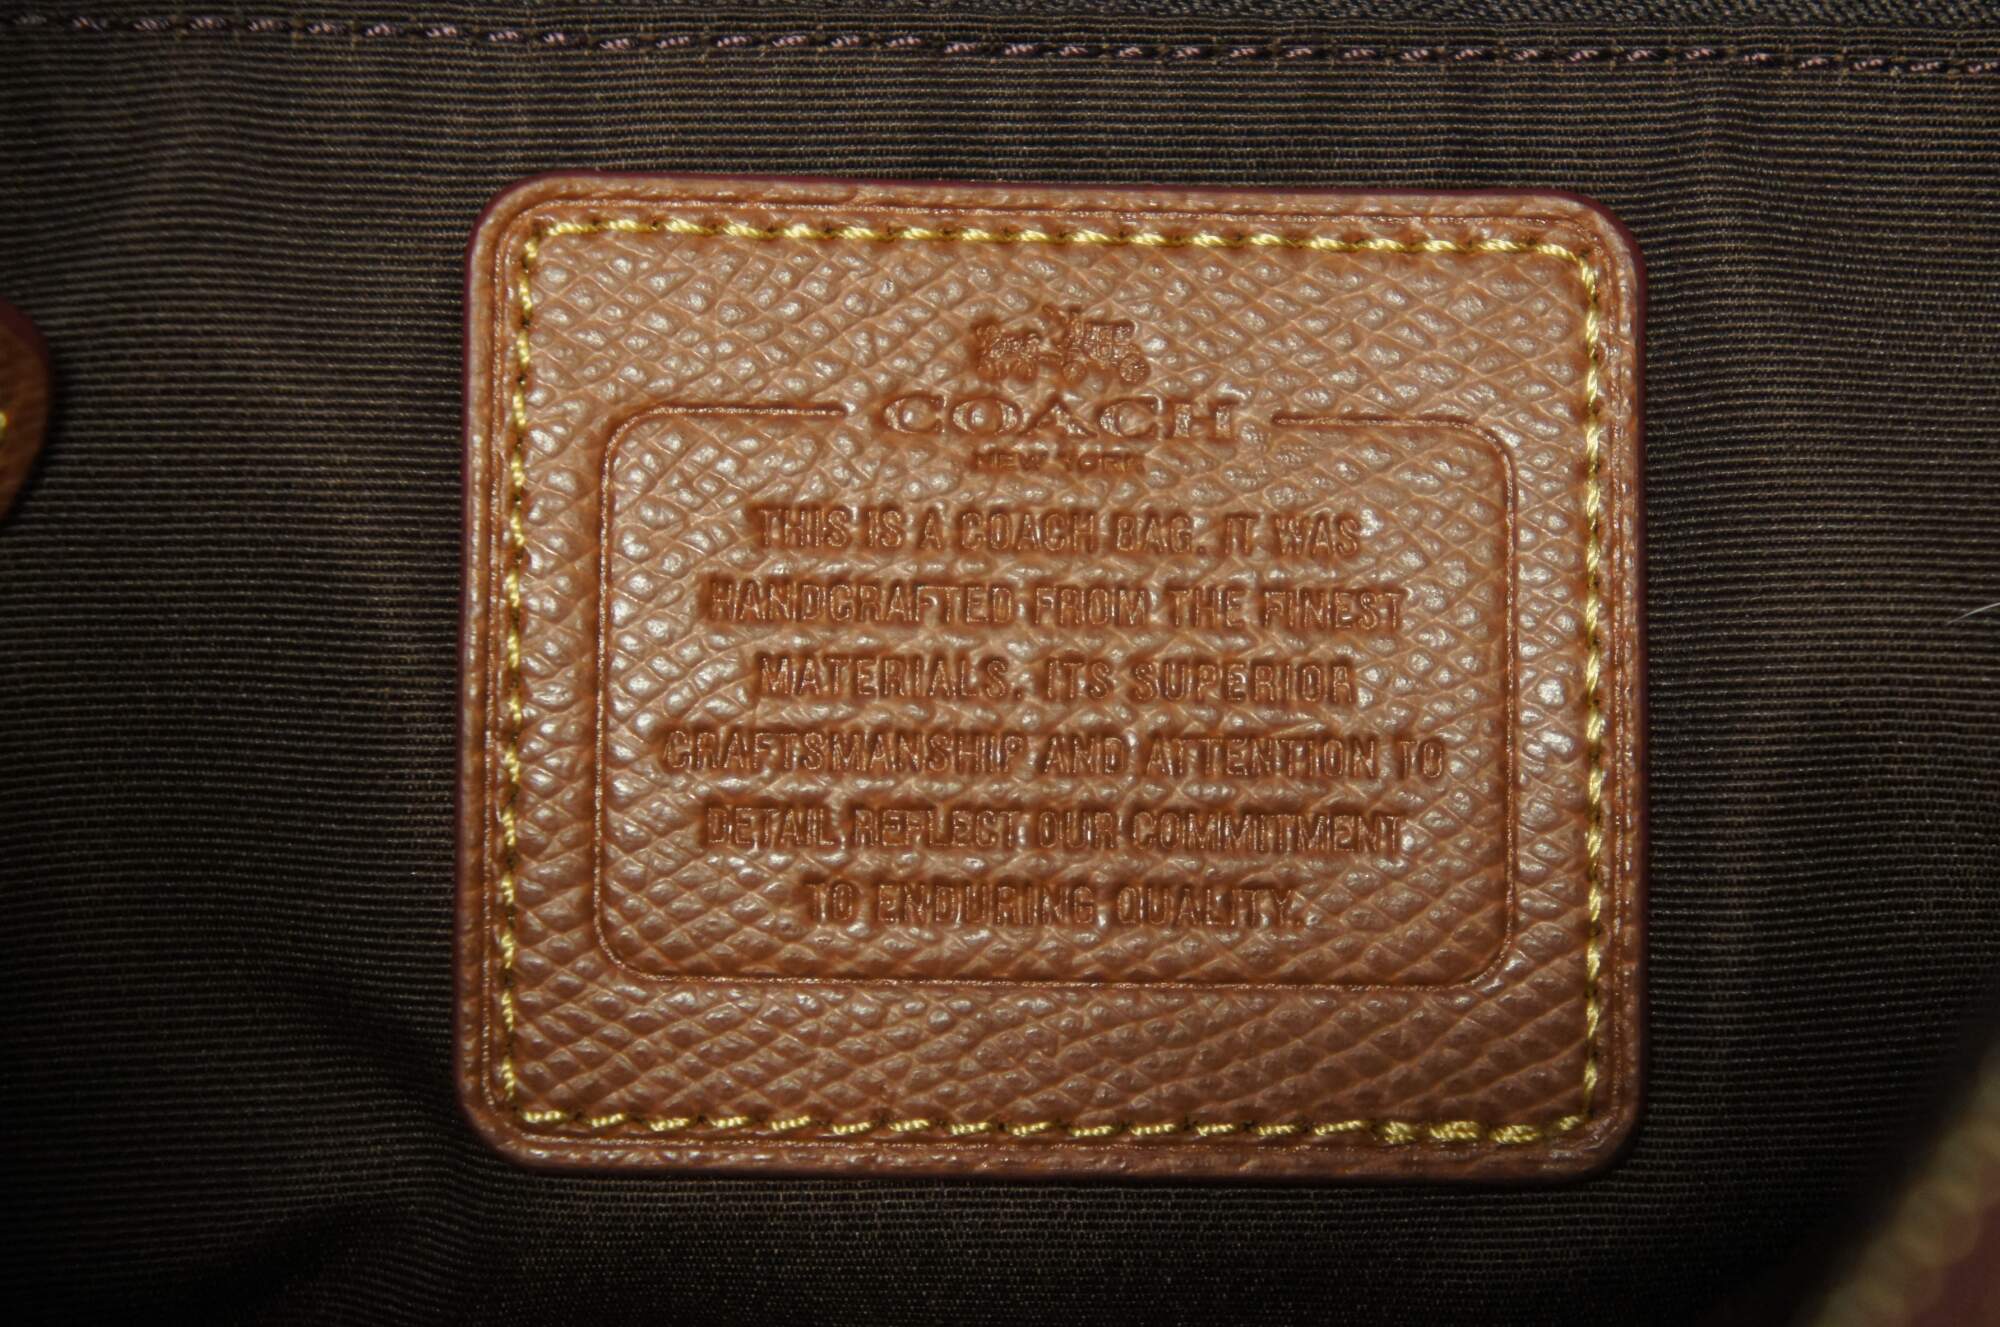 COACH
NEW YORK
THIS IS A COACH BAG. IT WAS
HANDCRAFTED FROM THE FINEST
MATERIALS. ITS SUPERIOR
CRAFTSMANSHIP AND ATTENTION TO
DETAIL REFLECT OUR COMMITMENT
TO ENDURING QUALITY.